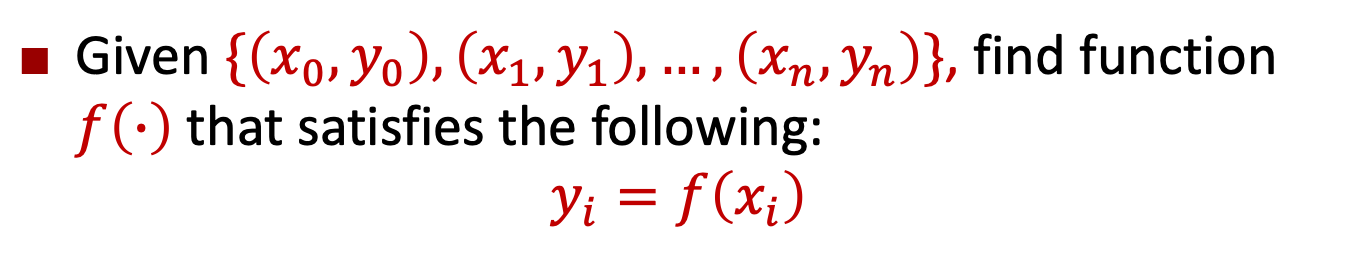 ■ Given {(x₀, y₀), (x₁, y₁), … , (xₙ, yₙ)}, find function
f(·) that satisfies the following:
yᵢ = f(xᵢ)